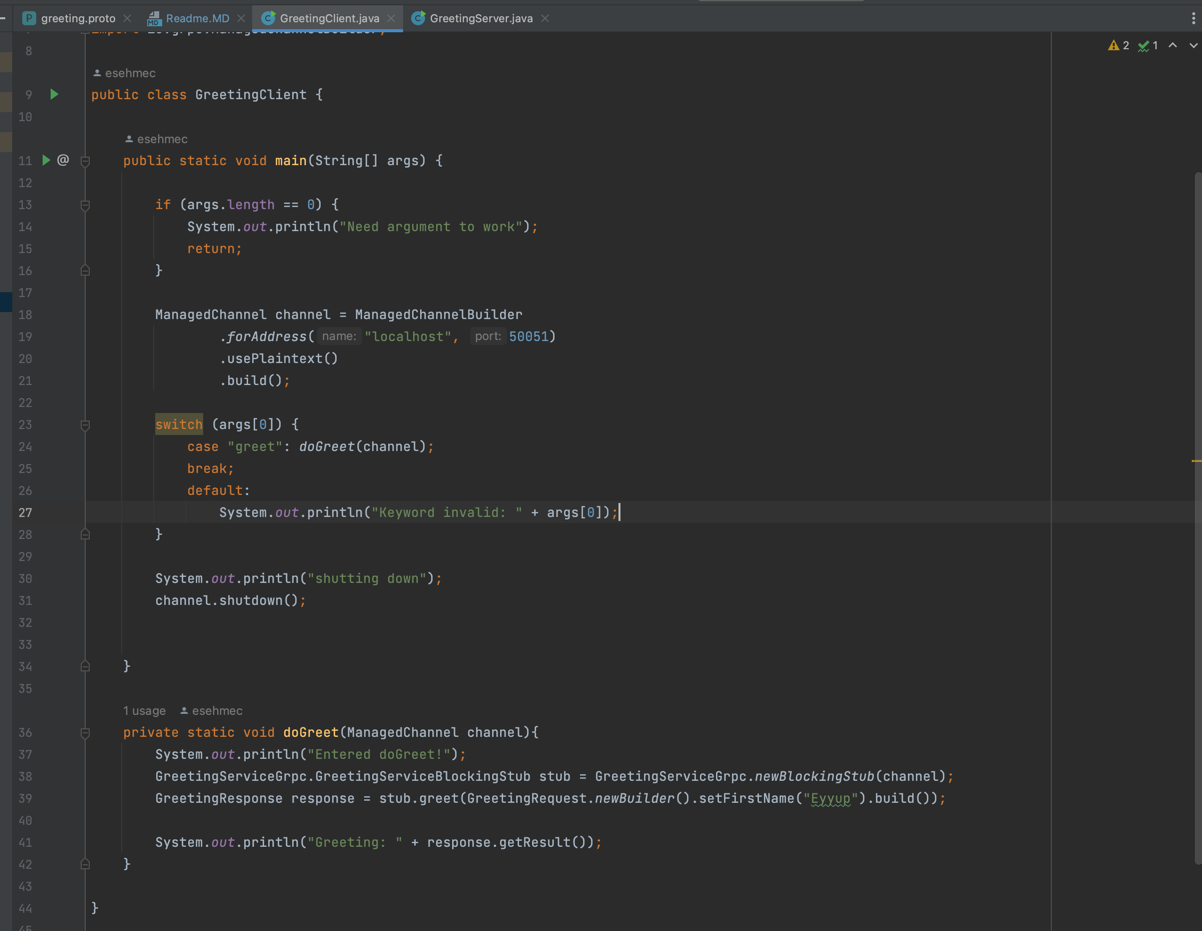 greeting.proto
Readme.MD
GreetingClient.java
GreetingServer.java
2 1
8
esehmec
9 public class GreetingClient {
10
esehmec
11 @ public static void main(String[] args) {
12
13 if (args.length == 0) {
14 System.out.println("Need argument to work");
15 return;
16 }
17
18 ManagedChannel channel = ManagedChannelBuilder
19 .forAddress( name: "localhost", port: 50051)
20 .usePlaintext()
21 .build();
22
23 switch (args[0]) {
24 case "greet": doGreet(channel);
25 break;
26 default:
27 System.out.println("Keyword invalid: " + args[0]);
28 }
29
30 System.out.println("shutting down");
31 channel.shutdown();
32
33
34 }
35
1 usage esehmec
36 private static void doGreet(ManagedChannel channel){
37 System.out.println("Entered doGreet!");
38 GreetingServiceGrpc.GreetingServiceBlockingStub stub = GreetingServiceGrpc.newBlockingStub(channel);
39 GreetingResponse response = stub.greet(GreetingRequest.newBuilder().setFirstName("Eyyup").build());
40
41 System.out.println("Greeting: " + response.getResult());
42 }
43
44 }
45